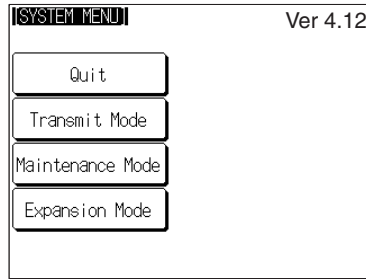 [SYSTEM MENU]
Ver 4.12
Quit
Transmit Mode
Maintenance Mode
Expansion Mode